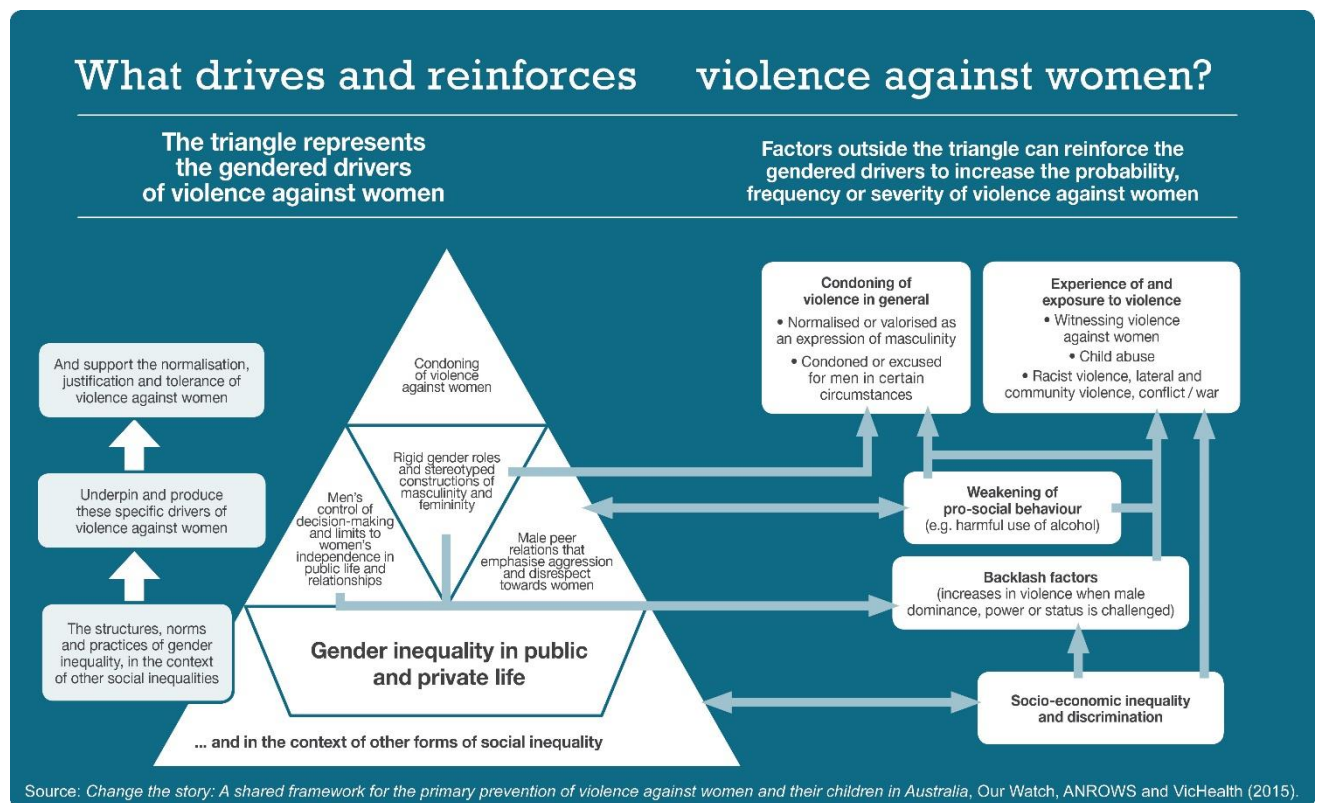 What drives and reinforces violence against women?
The triangle represents
the gendered drivers
of violence against women
Factors outside the triangle can reinforce the
gendered drivers to increase the probability,
frequency or severity of violence against women
And support the normalisation,
justification and tolerance of
violence against women
Underpin and produce
these specific drivers of
violence against women
The structures, norms
and practices of gender
inequality, in the context
of other social inequalities
Condoning
of violence
against women
Men's
control of
decision-making
and limits to
women's
independence in
public life and
relationships
Rigid gender roles
and stereotyped
constructions of
masculinity and
femininity
Male peer
relations that
emphasise aggression
and disrespect
towards women
Gender inequality in public
and private life
... and in the context of other forms of social inequality
Condoning of
violence in general
• Normalised or valorised as
an expression of masculinity
• Condoned or excused
for men in certain
circumstances
Experience of and
exposure to violence
• Witnessing violence
against women
• Child abuse
• Racist violence, lateral and
community violence, conflict / war
Weakening of
pro-social behaviour
(e.g. harmful use of alcohol)
Backlash factors
(increases in violence when male
dominance, power or status is challenged)
Socio-economic inequality
and discrimination
Source: Change the story: A shared framework for the primary prevention of violence against women and their children in Australia, Our Watch, ANROWS and VicHealth (2015).